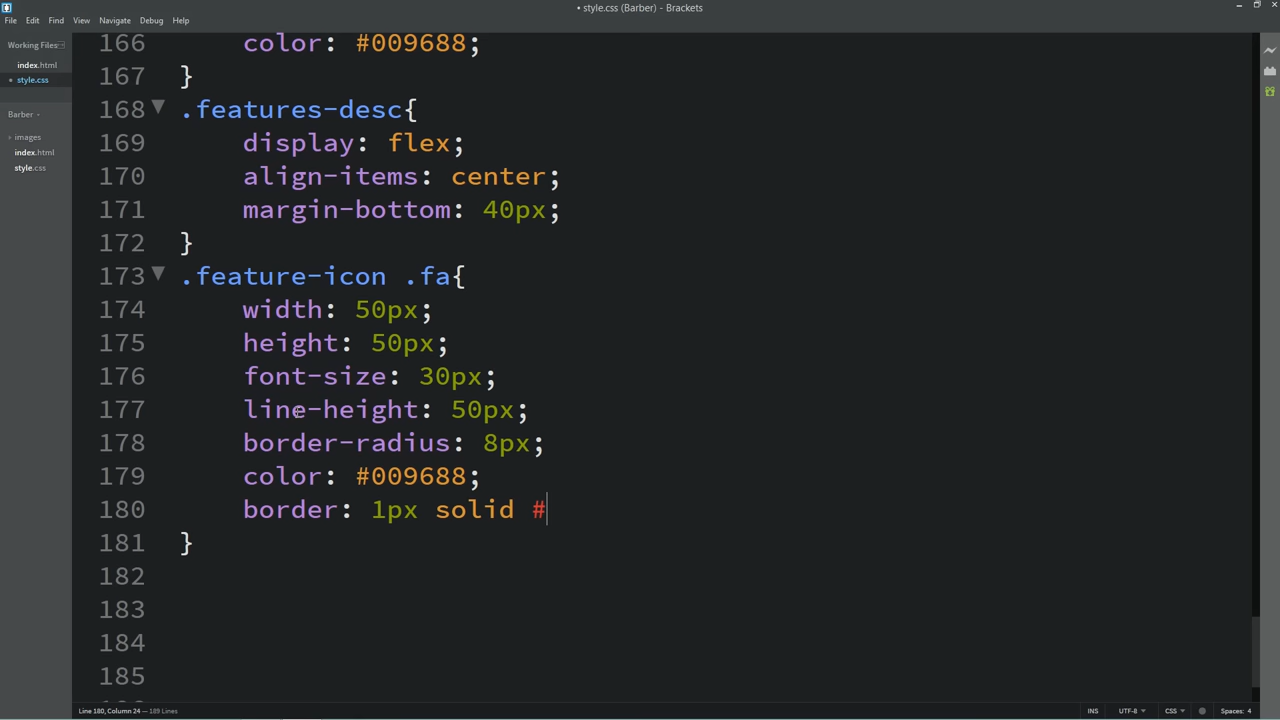 • style.css (Barber) - Brackets
File Edit Find View Navigate Debug Help
Working Files
index.html
• style.css
Barber
images
index.html
style.css
166 color: #009688;
167 }
168 .features-desc{
169 display: flex;
170 align-items: center;
171 margin-bottom: 40px;
172 }
173 .feature-icon .fa{
174 width: 50px;
175 height: 50px;
176 font-size: 30px;
177 line-height: 50px;
178 border-radius: 8px;
179 color: #009688;
180 border: 1px solid #
181 }
182
183
184
185
Line 180, Column 24 — 189 Lines INS UTF-8 CSS Spaces: 4